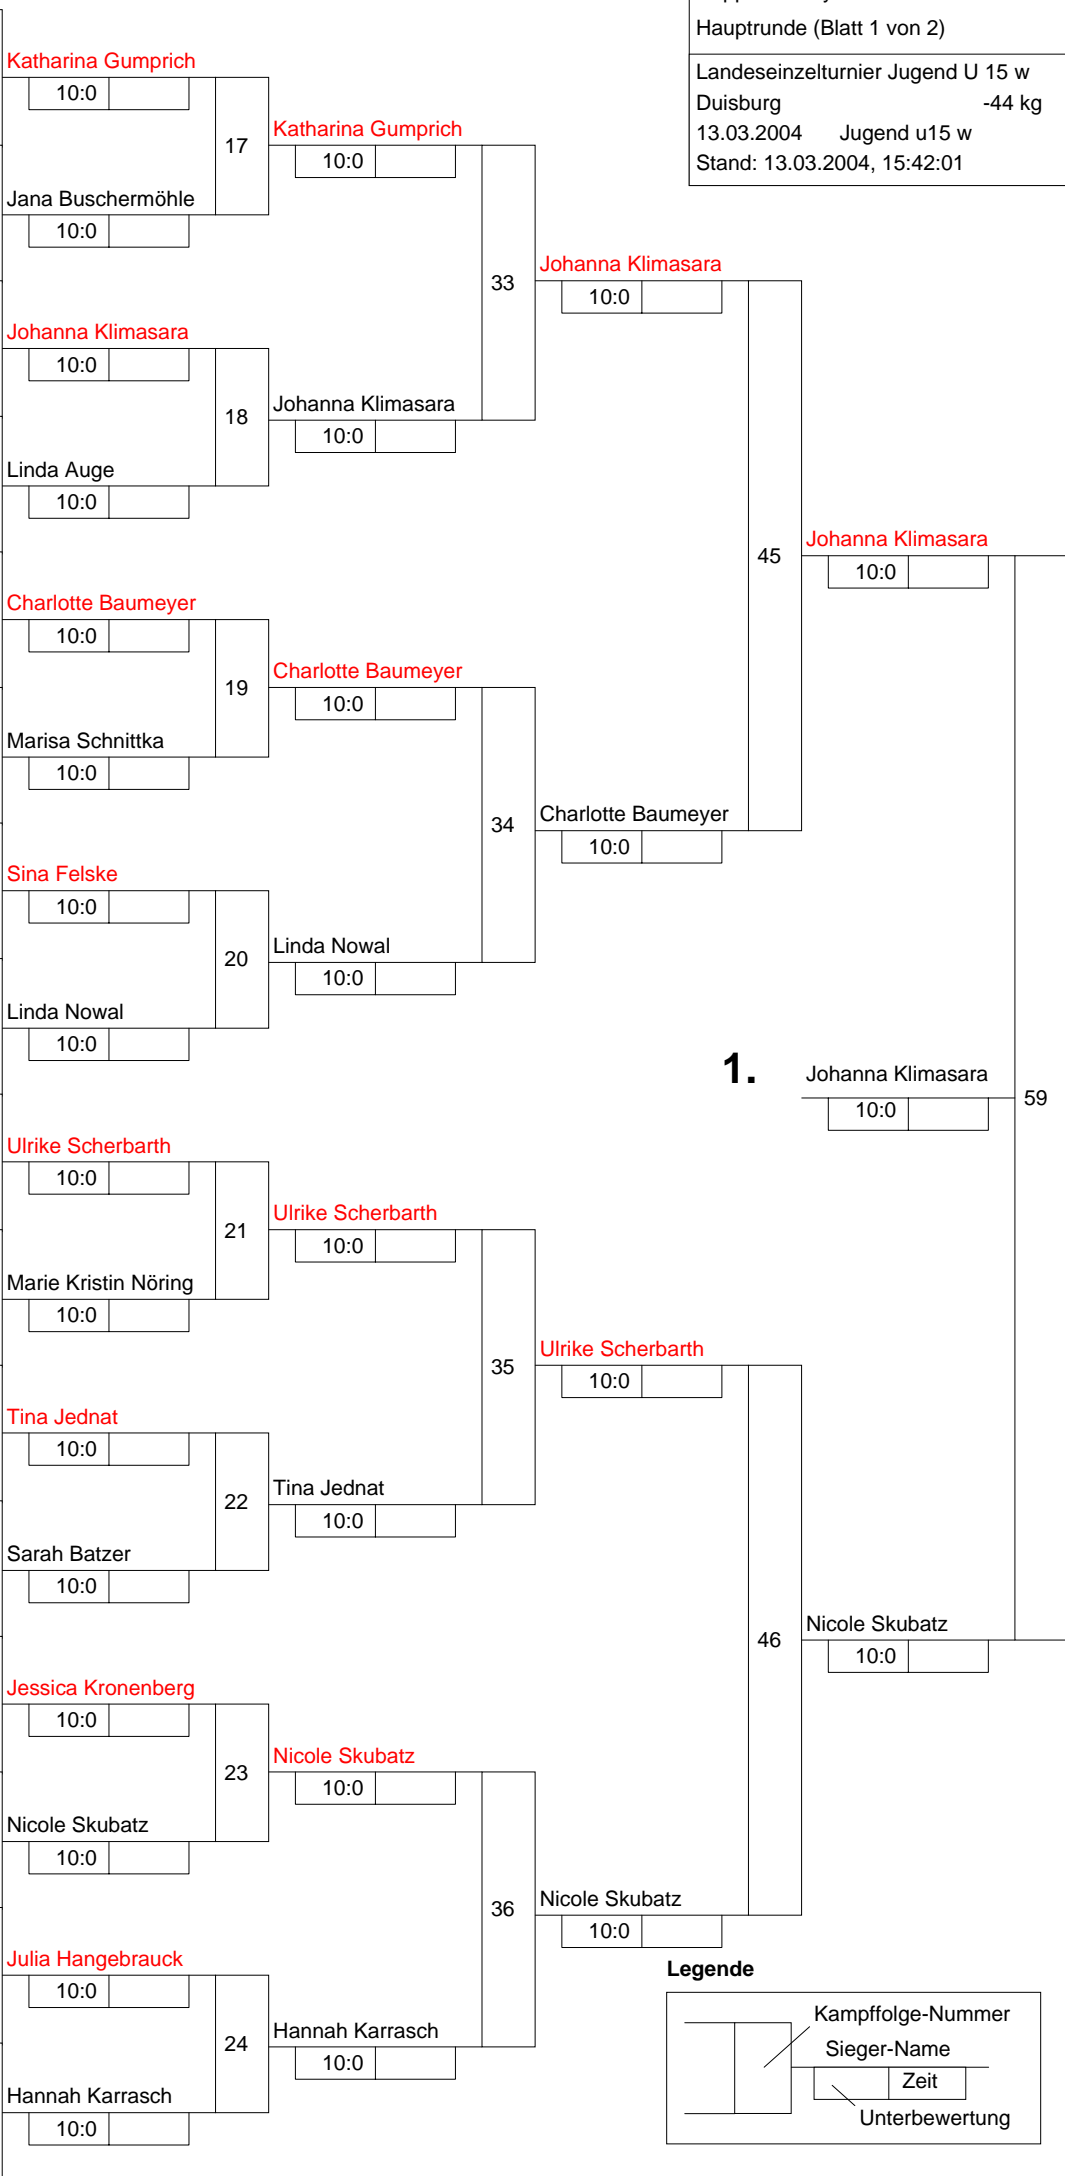 Hauptrunde (Blatt 1 von 2)
Landeseinzelturnier Jugend U 15 w
Duisburg -44 kg
13.03.2004 Jugend u15 w
Stand: 13.03.2004, 15:42:01
Katharina Gumprich
10:0
17
Jana Buschermöhle
10:0
Johanna Klimasara
10:0
18
Linda Auge
10:0
Charlotte Baumeyer
10:0
19
Marisa Schnittka
10:0
Sina Felske
10:0
20
Linda Nowal
10:0
Ulrike Scherbarth
10:0
21
Marie Kristin Nöring
10:0
Tina Jednat
10:0
22
Sarah Batzer
10:0
Jessica Kronenberg
10:0
23
Nicole Skubatz
10:0
Julia Hangebrauck
10:0
24
Hannah Karrasch
10:0
Katharina Gumprich
10:0
33
Johanna Klimasara
10:0
Charlotte Baumeyer
10:0
34
Linda Nowal
10:0
Ulrike Scherbarth
10:0
35
Tina Jednat
10:0
Nicole Skubatz
10:0
36
Hannah Karrasch
10:0
Johanna Klimasara
10:0
45
Charlotte Baumeyer
10:0
Ulrike Scherbarth
10:0
46
Nicole Skubatz
10:0
Johanna Klimasara
10:0
1. Johanna Klimasara
10:0
59
Nicole Skubatz
10:0
Legende
Kampffolge-Nummer
Sieger-Name
Zeit
Unterbewertung